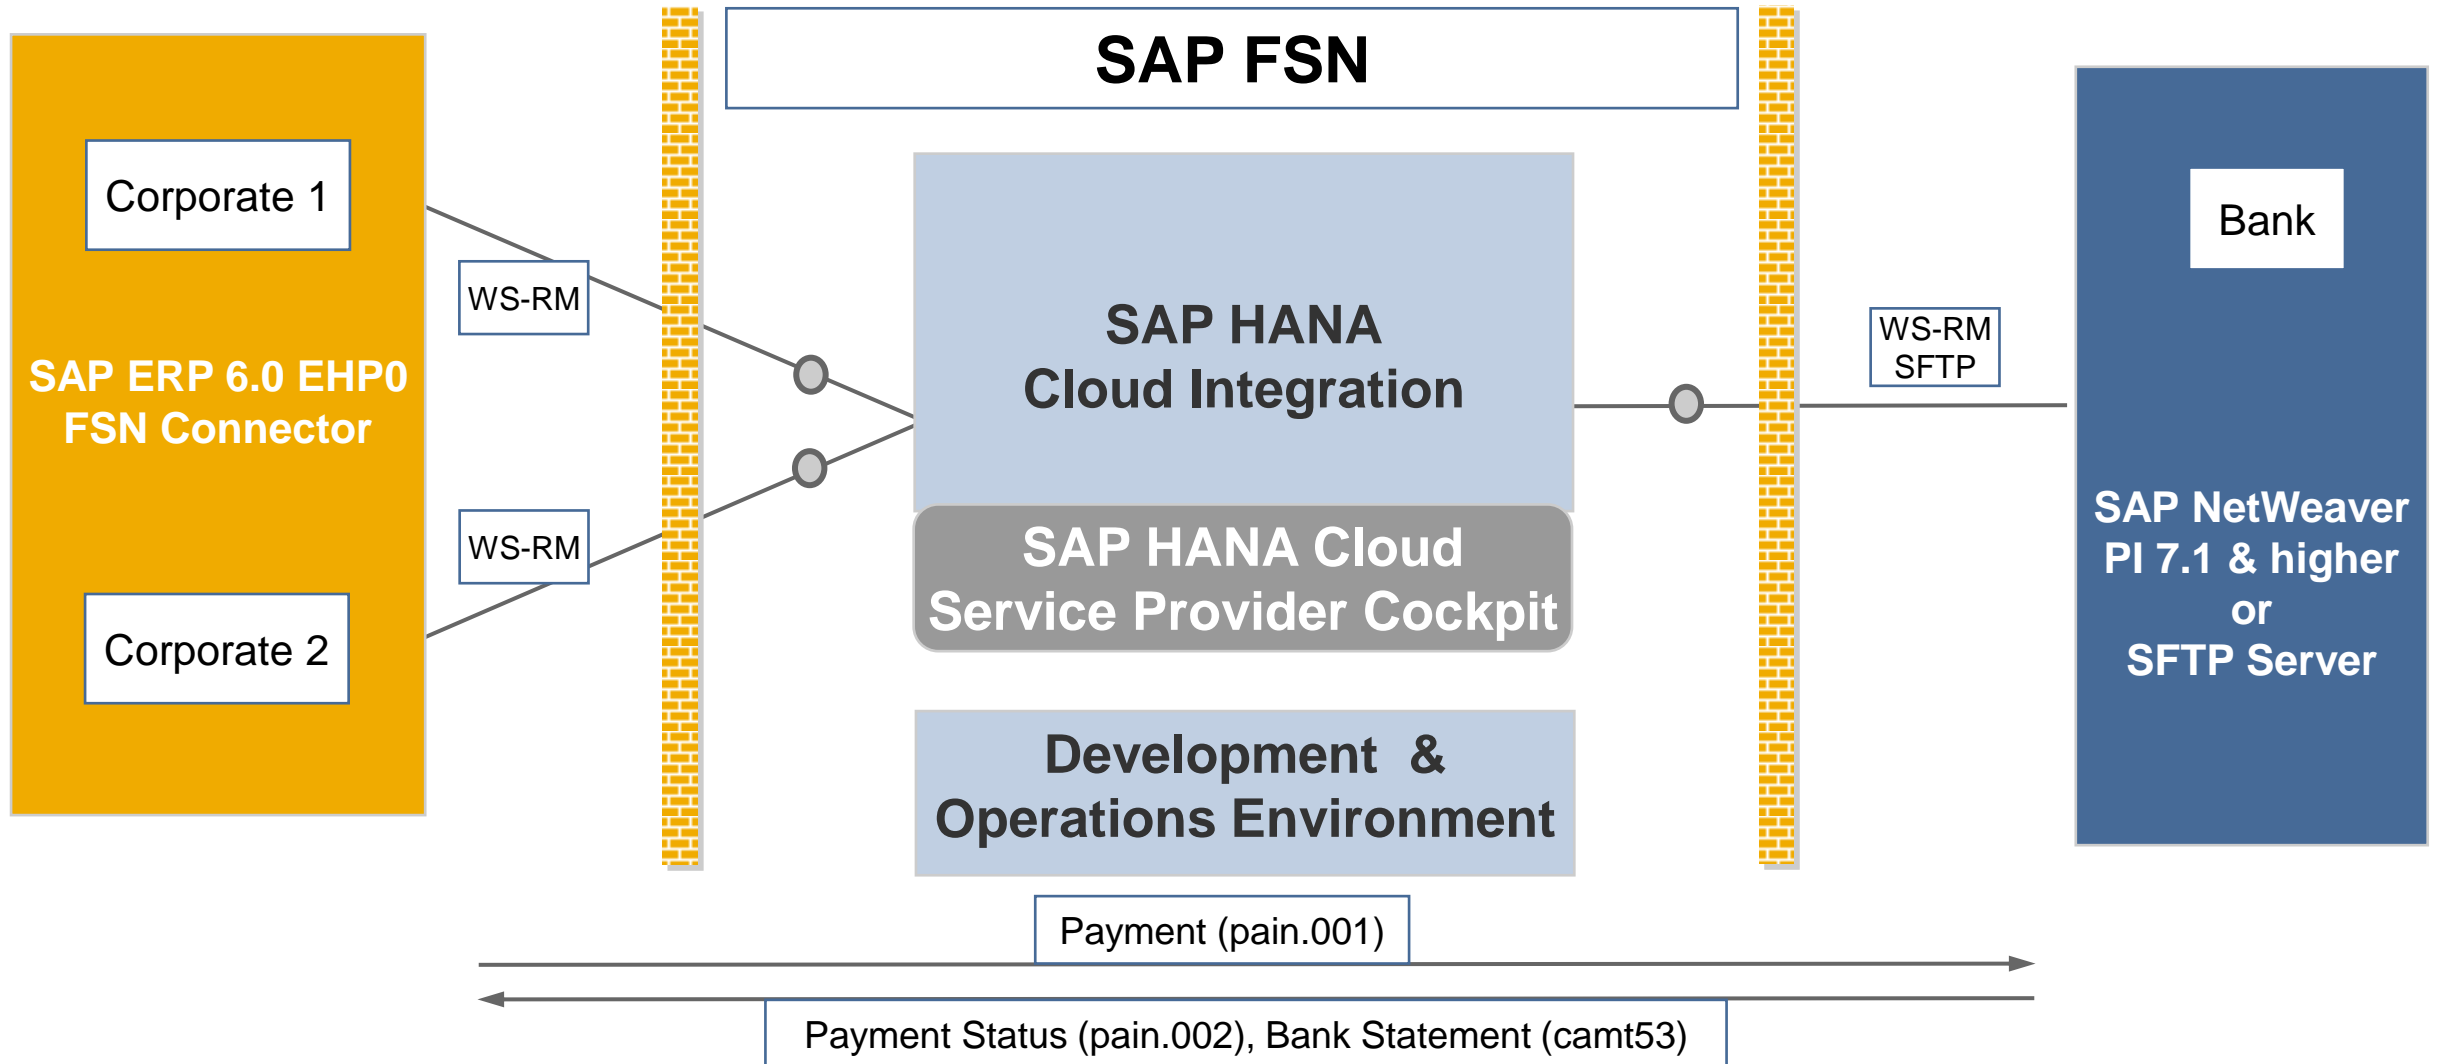 SAP FSN
Corporate 1
WS-RM
SAP ERP 6.0 EHP0
FSN Connector
WS-RM
Corporate 2
SAP HANA
Cloud Integration
SAP HANA Cloud
Service Provider Cockpit
Development & 
Operations Environment
WS-RM
SFTP
Bank
SAP NetWeaver
PI 7.1 & higher
or
SFTP Server
Payment (pain.001)
Payment Status (pain.002), Bank Statement (camt53)